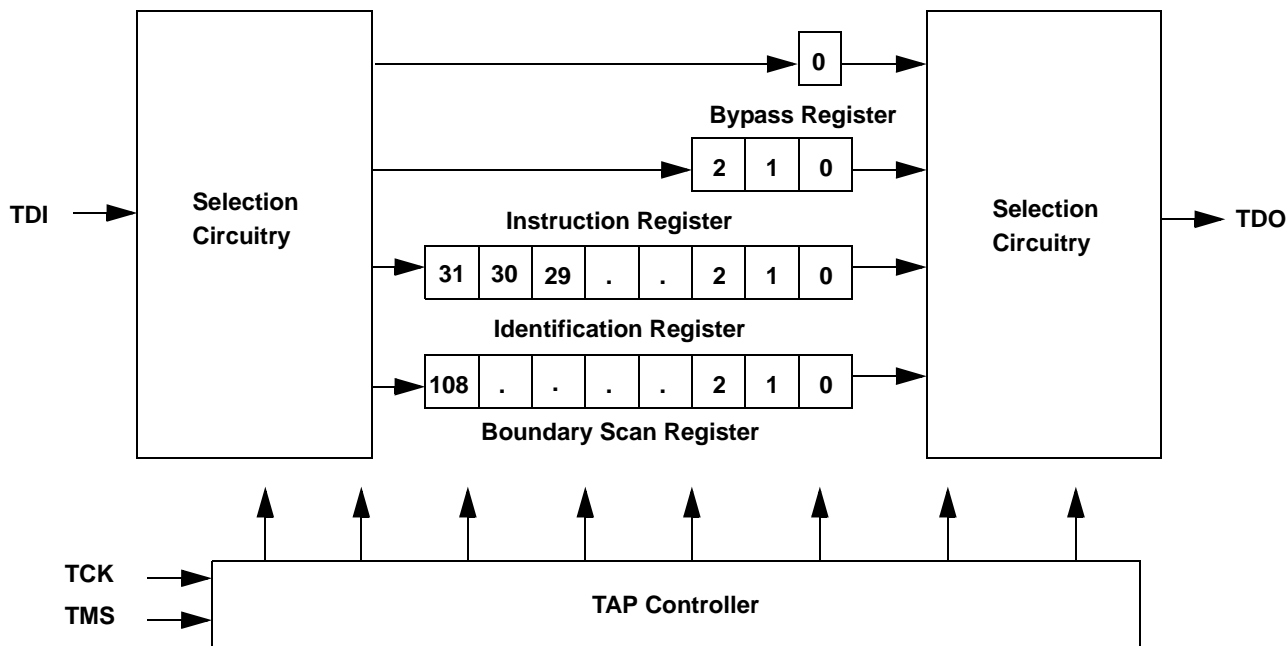 0
Bypass Register
2 1 0
Selection
Circuitry
TDI
Selection
Circuitry
TDO
Instruction Register
31 30 29 . . 2 1 0
Identification Register
108 . . . . 2 1 0
Boundary Scan Register
TCK
TMS
TAP Controller